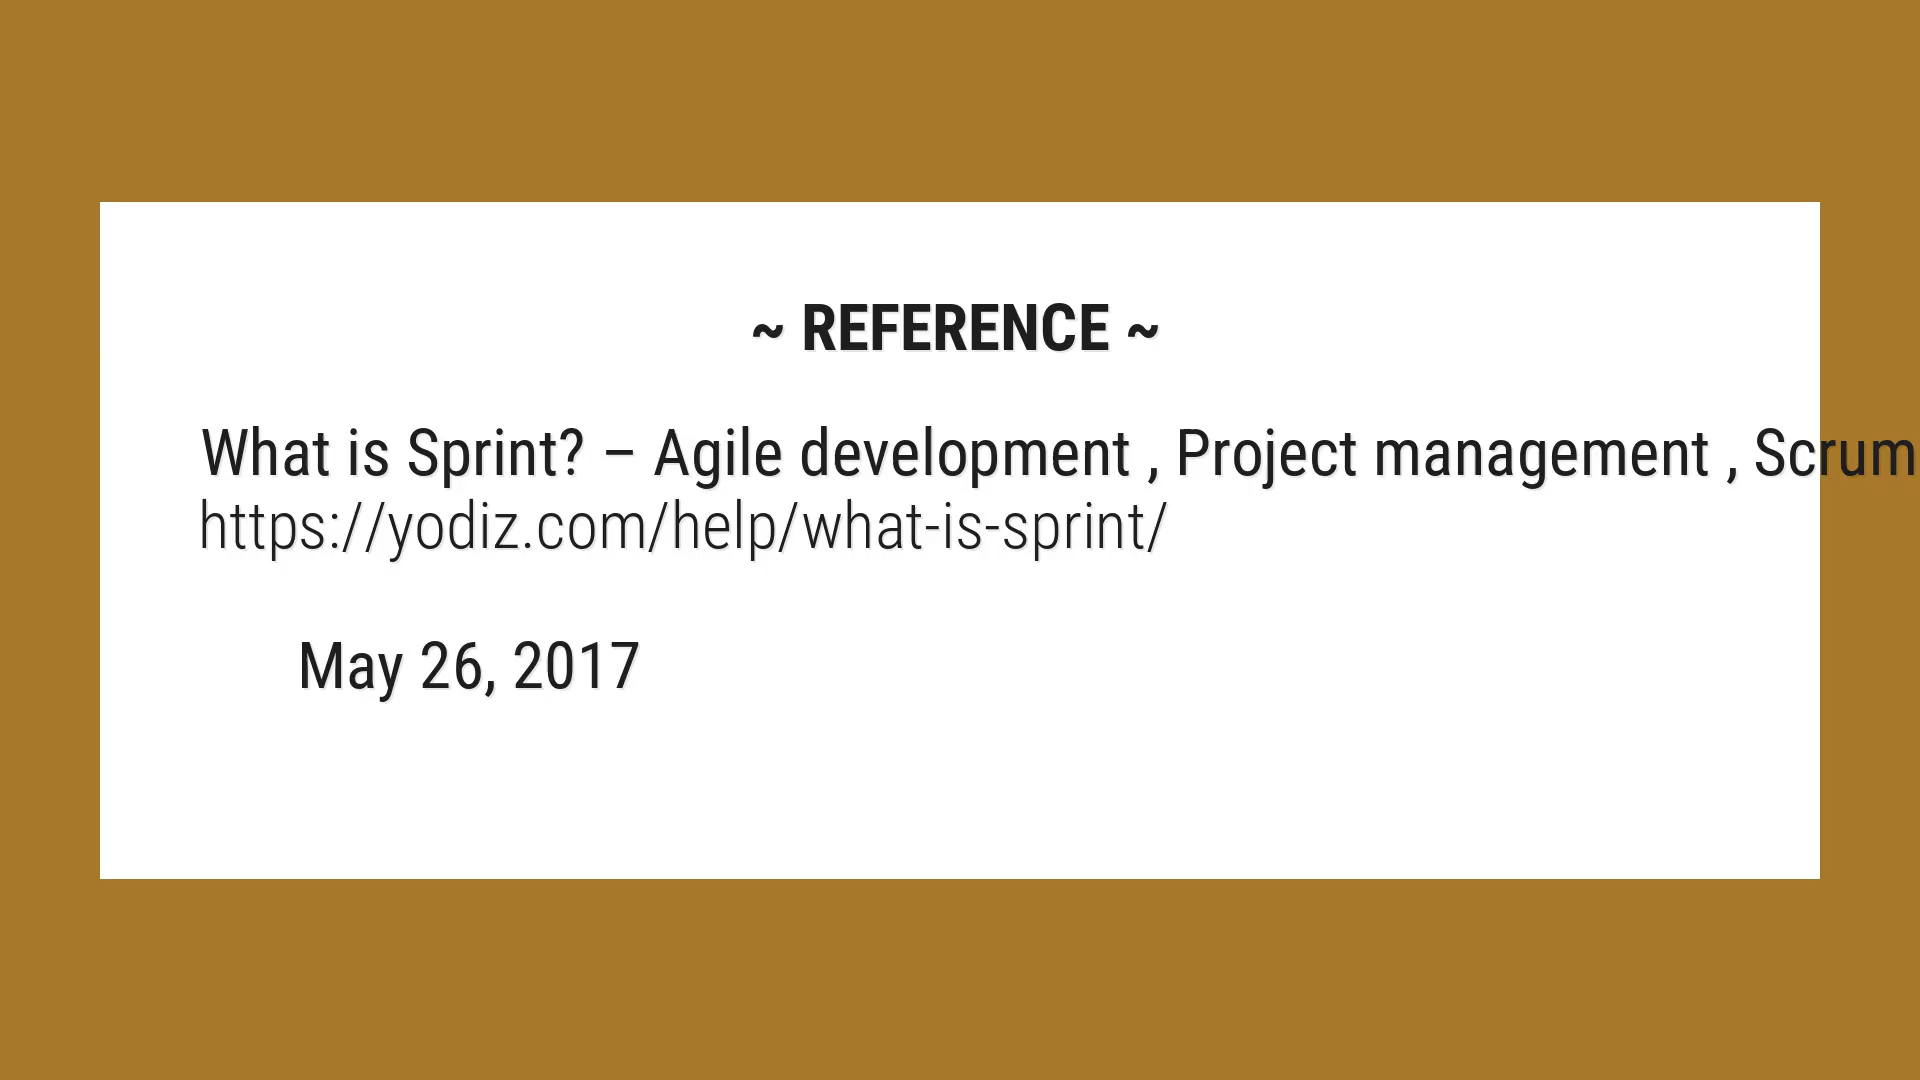 ~ REFERENCE ~
What is Sprint? – Agile development , Project management , Scrum
https://yodiz.com/help/what-is-sprint/
May 26, 2017